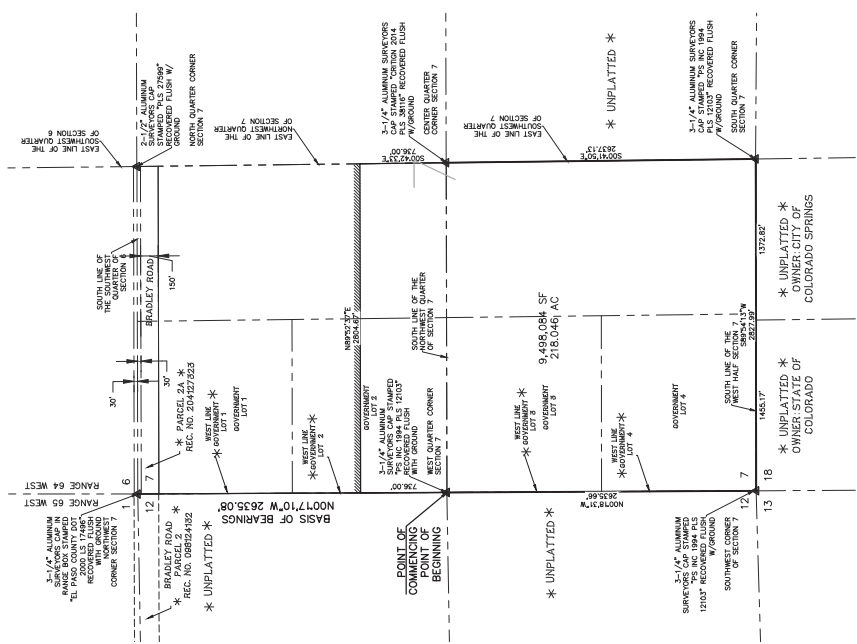 3-1/4" ALUMINUM
SURVEYORS CAP IN
RANGE BOX STAMPED
"EL PASO COUNTY DOT
2000 LS 17496"
RECOVERED FLUSH
WITH GROUND
NORTHWEST
CORNER SECTION 7
RANGE 65 WEST
RANGE 64 WEST
1
6
12
7
30'
30'
150'
SOUTH LINE OF
THE SOUTHWEST
QUARTER OF
SECTION 6
BRADLEY ROAD
EAST LINE OF THE
SOUTHWEST QUARTER
OF SECTION 6
2-1/2" ALUMINUM
SURVEYORS CAP
STAMPED "PLS 27599"
RECOVERED FLUSH W/
GROUND
NORTH QUARTER CORNER
SECTION 7
EAST LINE OF THE
NORTHWEST QUARTER
OF SECTION 7
BRADLEY ROAD
* PARCEL 2 *
REC. NO. 098124132
* UNPLATTED *
* PARCEL 2A *
REC. NO. 204127323
WEST LINE
*GOVERNMENT*
LOT 1
GOVERNMENT
LOT 1
BASIS OF BEARINGS
N00°17'10"W 2635.08'
WEST LINE
*GOVERNMENT*
LOT 2
GOVERNMENT
LOT 2
N89°52'37"E
2804.67'
736.00'
3-1/4" ALUMINUM
SURVEYORS CAP STAMPED
"PS INC 1994 PLS 12103"
RECOVERED FLUSH
WITH GROUND
WEST QUARTER CORNER
SECTION 7
POINT OF
COMMENCING
POINT OF
BEGINNING
SOUTH LINE OF THE
NORTHWEST QUARTER
OF SECTION 7
S00°42'33"E
736.00'
3-1/4" ALUMINUM SURVEYORS
CAP STAMPED "CRITION 2014
PLS 38116" RECOVERED FLUSH
W/GROUND
CENTER QUARTER
CORNER SECTION 7
EAST LINE OF THE
SOUTHWEST QUARTER
OF SECTION 7
S00°41'50"E
2637.13'
* UNPLATTED *
* UNPLATTED *
N00°18'31"W
2635.66'
WEST LINE
*GOVERNMENT*
LOT 3
GOVERNMENT
LOT 3
9,498,084 SF
218.046 AC
WEST LINE
*GOVERNMENT*
LOT 4
GOVERNMENT
LOT 4
3-1/4" ALUMINUM SURVEYORS
CAP STAMPED "PS INC 1994
PLS 12103" RECOVERED FLUSH
W/GROUND
SOUTH QUARTER CORNER
SECTION 7
3-1/4" ALUMINUM
SURVEYORS CAP STAMPED
"PS INC 1994 PLS
12103" RECOVERED FLUSH
W/GROUND
SOUTHWEST CORNER
OF SECTION 7
12
7
13
18
SOUTH LINE OF THE
WEST HALF SECTION 7
S89°54'13"W
2827.99'
1455.17'
1372.82'
* UNPLATTED *
OWNER: STATE OF
COLORADO
* UNPLATTED *
OWNER: CITY OF
COLORADO SPRINGS